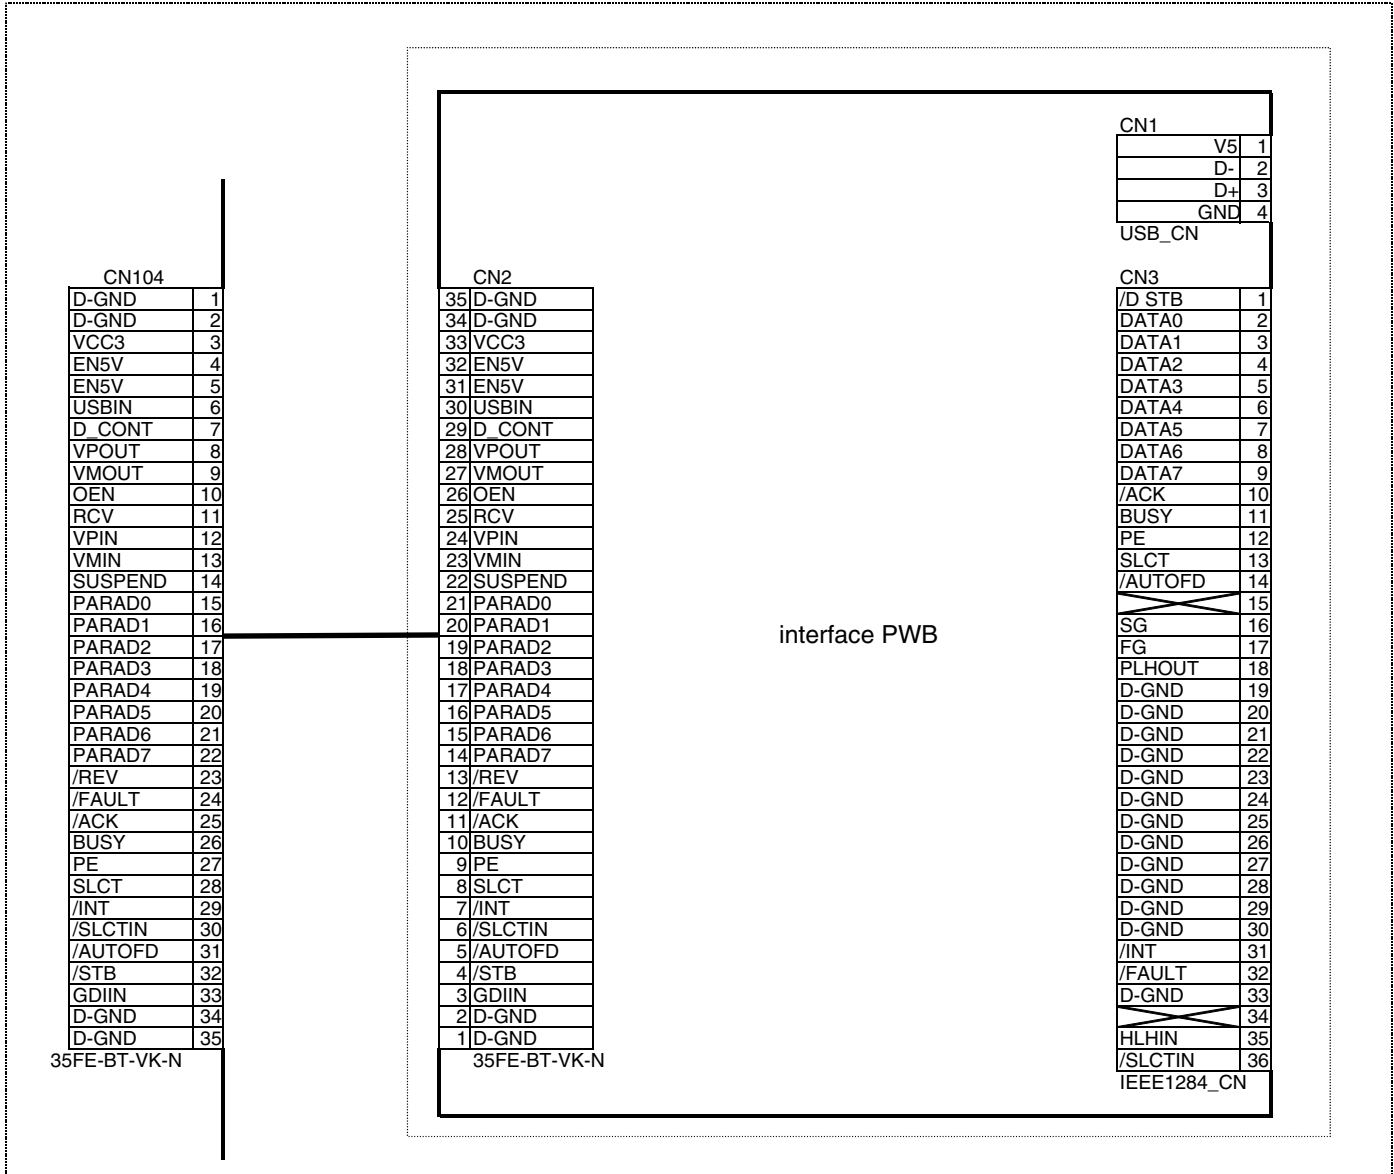 CN1
V5 1
D- 2
D+ 3
GND 4
USB_CN
CN104
D-GND 1
D-GND 2
VCC3 3
EN5V 4
EN5V 5
USBIN 6
D_CONT 7
VPOUT 8
VMOUT 9
OEN 10
RCV 11
VPIN 12
VMIN 13
SUSPEND 14
PARAD0 15
PARAD1 16
PARAD2 17
PARAD3 18
PARAD4 19
PARAD5 20
PARAD6 21
PARAD7 22
/REV 23
/FAULT 24
/ACK 25
BUSY 26
PE 27
SLCT 28
/INT 29
/SLCTIN 30
/AUTOFD 31
/STB 32
GDIIN 33
D-GND 34
D-GND 35
35FE-BT-VK-N
CN2
35 D-GND
34 D-GND
33 VCC3
32 EN5V
31 EN5V
30 USBIN
29 D_CONT
28 VPOUT
27 VMOUT
26 OEN
25 RCV
24 VPIN
23 VMIN
22 SUSPEND
21 PARAD0
20 PARAD1
19 PARAD2
18 PARAD3
17 PARAD4
16 PARAD5
15 PARAD6
14 PARAD7
13 /REV
12 /FAULT
11 /ACK
10 BUSY
9 PE
8 SLCT
7 /INT
6 /SLCTIN
5 /AUTOFD
4 /STB
3 GDIIN
2 D-GND
1 D-GND
35FE-BT-VK-N
interface PWB
CN3
/D STB 1
DATA0 2
DATA1 3
DATA2 4
DATA3 5
DATA4 6
DATA5 7
DATA6 8
DATA7 9
/ACK 10
BUSY 11
PE 12
SLCT 13
/AUTOFD 14
15
SG 16
FG 17
PLHOUT 18
D-GND 19
D-GND 20
D-GND 21
D-GND 22
D-GND 23
D-GND 24
D-GND 25
D-GND 26
D-GND 27
D-GND 28
D-GND 29
D-GND 30
/INT 31
/FAULT 32
D-GND 33
34
HLHIN 35
/SLCTIN 36
IEEE1284_CN